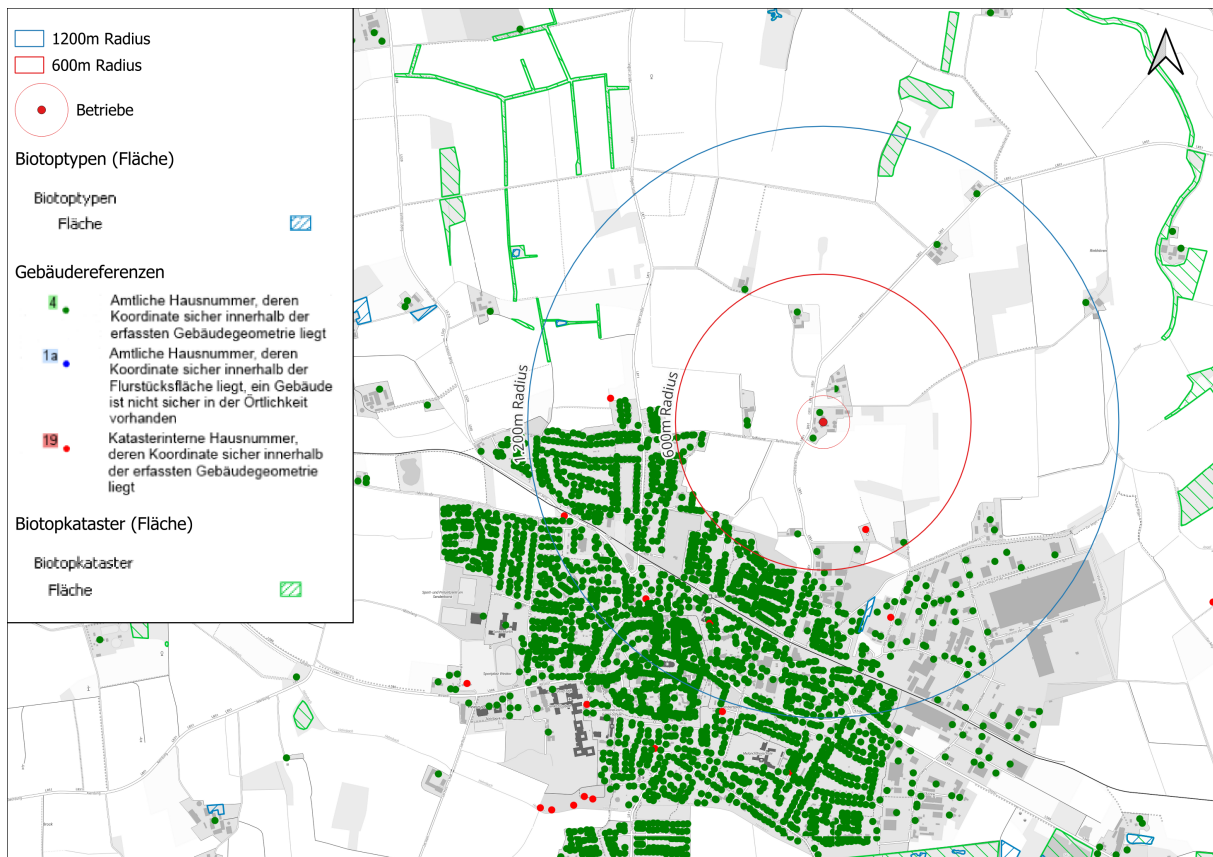 1200m Radius
600m Radius
Betriebe
Biotoptypen (Fläche)
Biotoptypen
Fläche
Gebäudereferenzen
4
Amtliche Hausnummer, deren
Koordinate sicher innerhalb der
erfassten Gebäudegeometrie liegt
1a
Amtliche Hausnummer, deren
Koordinate sicher innerhalb der
Flurstücksfläche liegt, ein Gebäude
ist nicht sicher in der Örtlichkeit
vorhanden
19
Katasterinterne Hausnummer,
deren Koordinate sicher innerhalb
der erfassten Gebäudegeometrie
liegt
Biotopkataster (Fläche)
Biotopkataster
Fläche
1200m Radius
600m Radius